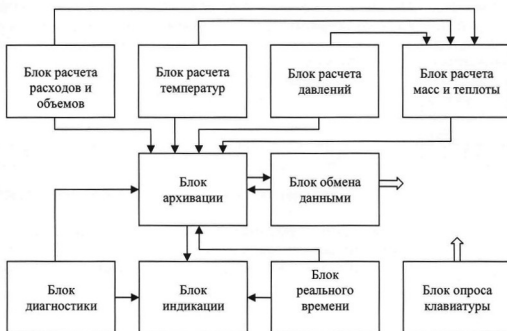 Блок расчета
расходов и
объемов
Блок расчета
температур
Блок расчета
давлений
Блок расчета
масс и теплоты
Блок
архивации
Блок обмена
данными
Блок
диагностики
Блок
индикации
Блок
реального
времени
Блок опроса
клавиатуры